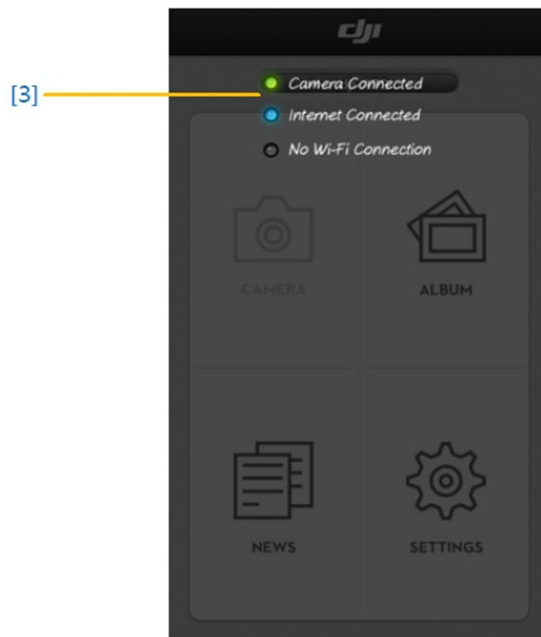 dji
[3]
Camera Connected
Internet Connected
No Wi-Fi Connection
CAMERA
ALBUM
NEWS
SETTINGS